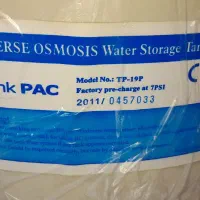 ERSE OSMOSIS Water Storage Tan
nk PAC
Model No.: TP-19P
Factory pre-charge at 7PSI
2011/ 0457033
C